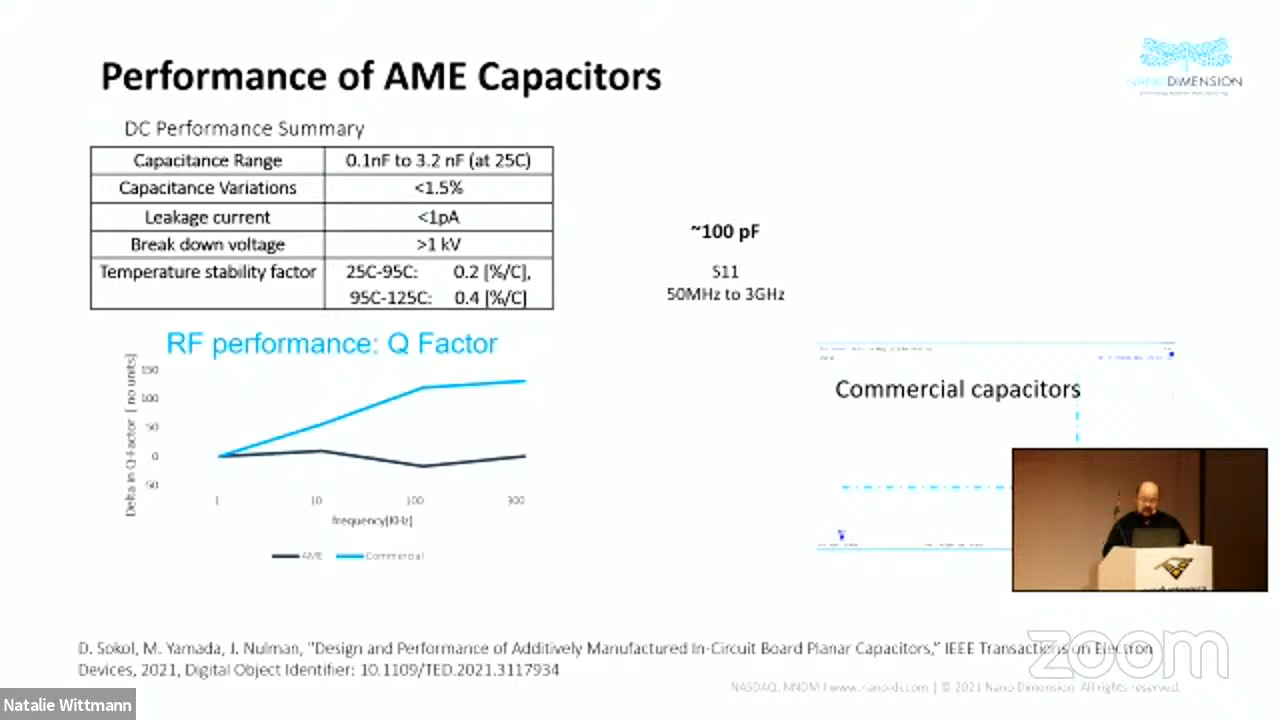 Performance of AME Capacitors
DIMENSION
DC Performance Summary
Capacitance Range 0.1nF to 3.2 nF (at 25C)
Capacitance Variations <1.5%
Leakage current <1pA
Break down voltage >1 kV
Temperature stability factor 25C-95C: 0.2 [%/C],
95C-125C: 0.4 [%/C]
~100 pF
S11
50MHz to 3GHz
RF performance: Q Factor
Delta in Q-Factor [ no units]
150
100
50
0
50
1 10 100 300
frequency[KHz]
AME Commercial
Commercial capacitors
D. Sokol, M. Yamada, J. Nulman, "Design and Performance of Additively Manufactured In-Circuit Board Planar Capacitors," IEEE Transactions on Electron
Devices, 2021, Digital Object Identifier: 10.1109/TED.2021.3117934
zoom
NASDAQ: NNDM I www.nano-di.com | © 2021 Nano Dimension. All rights reserved.
Natalie Wittmann